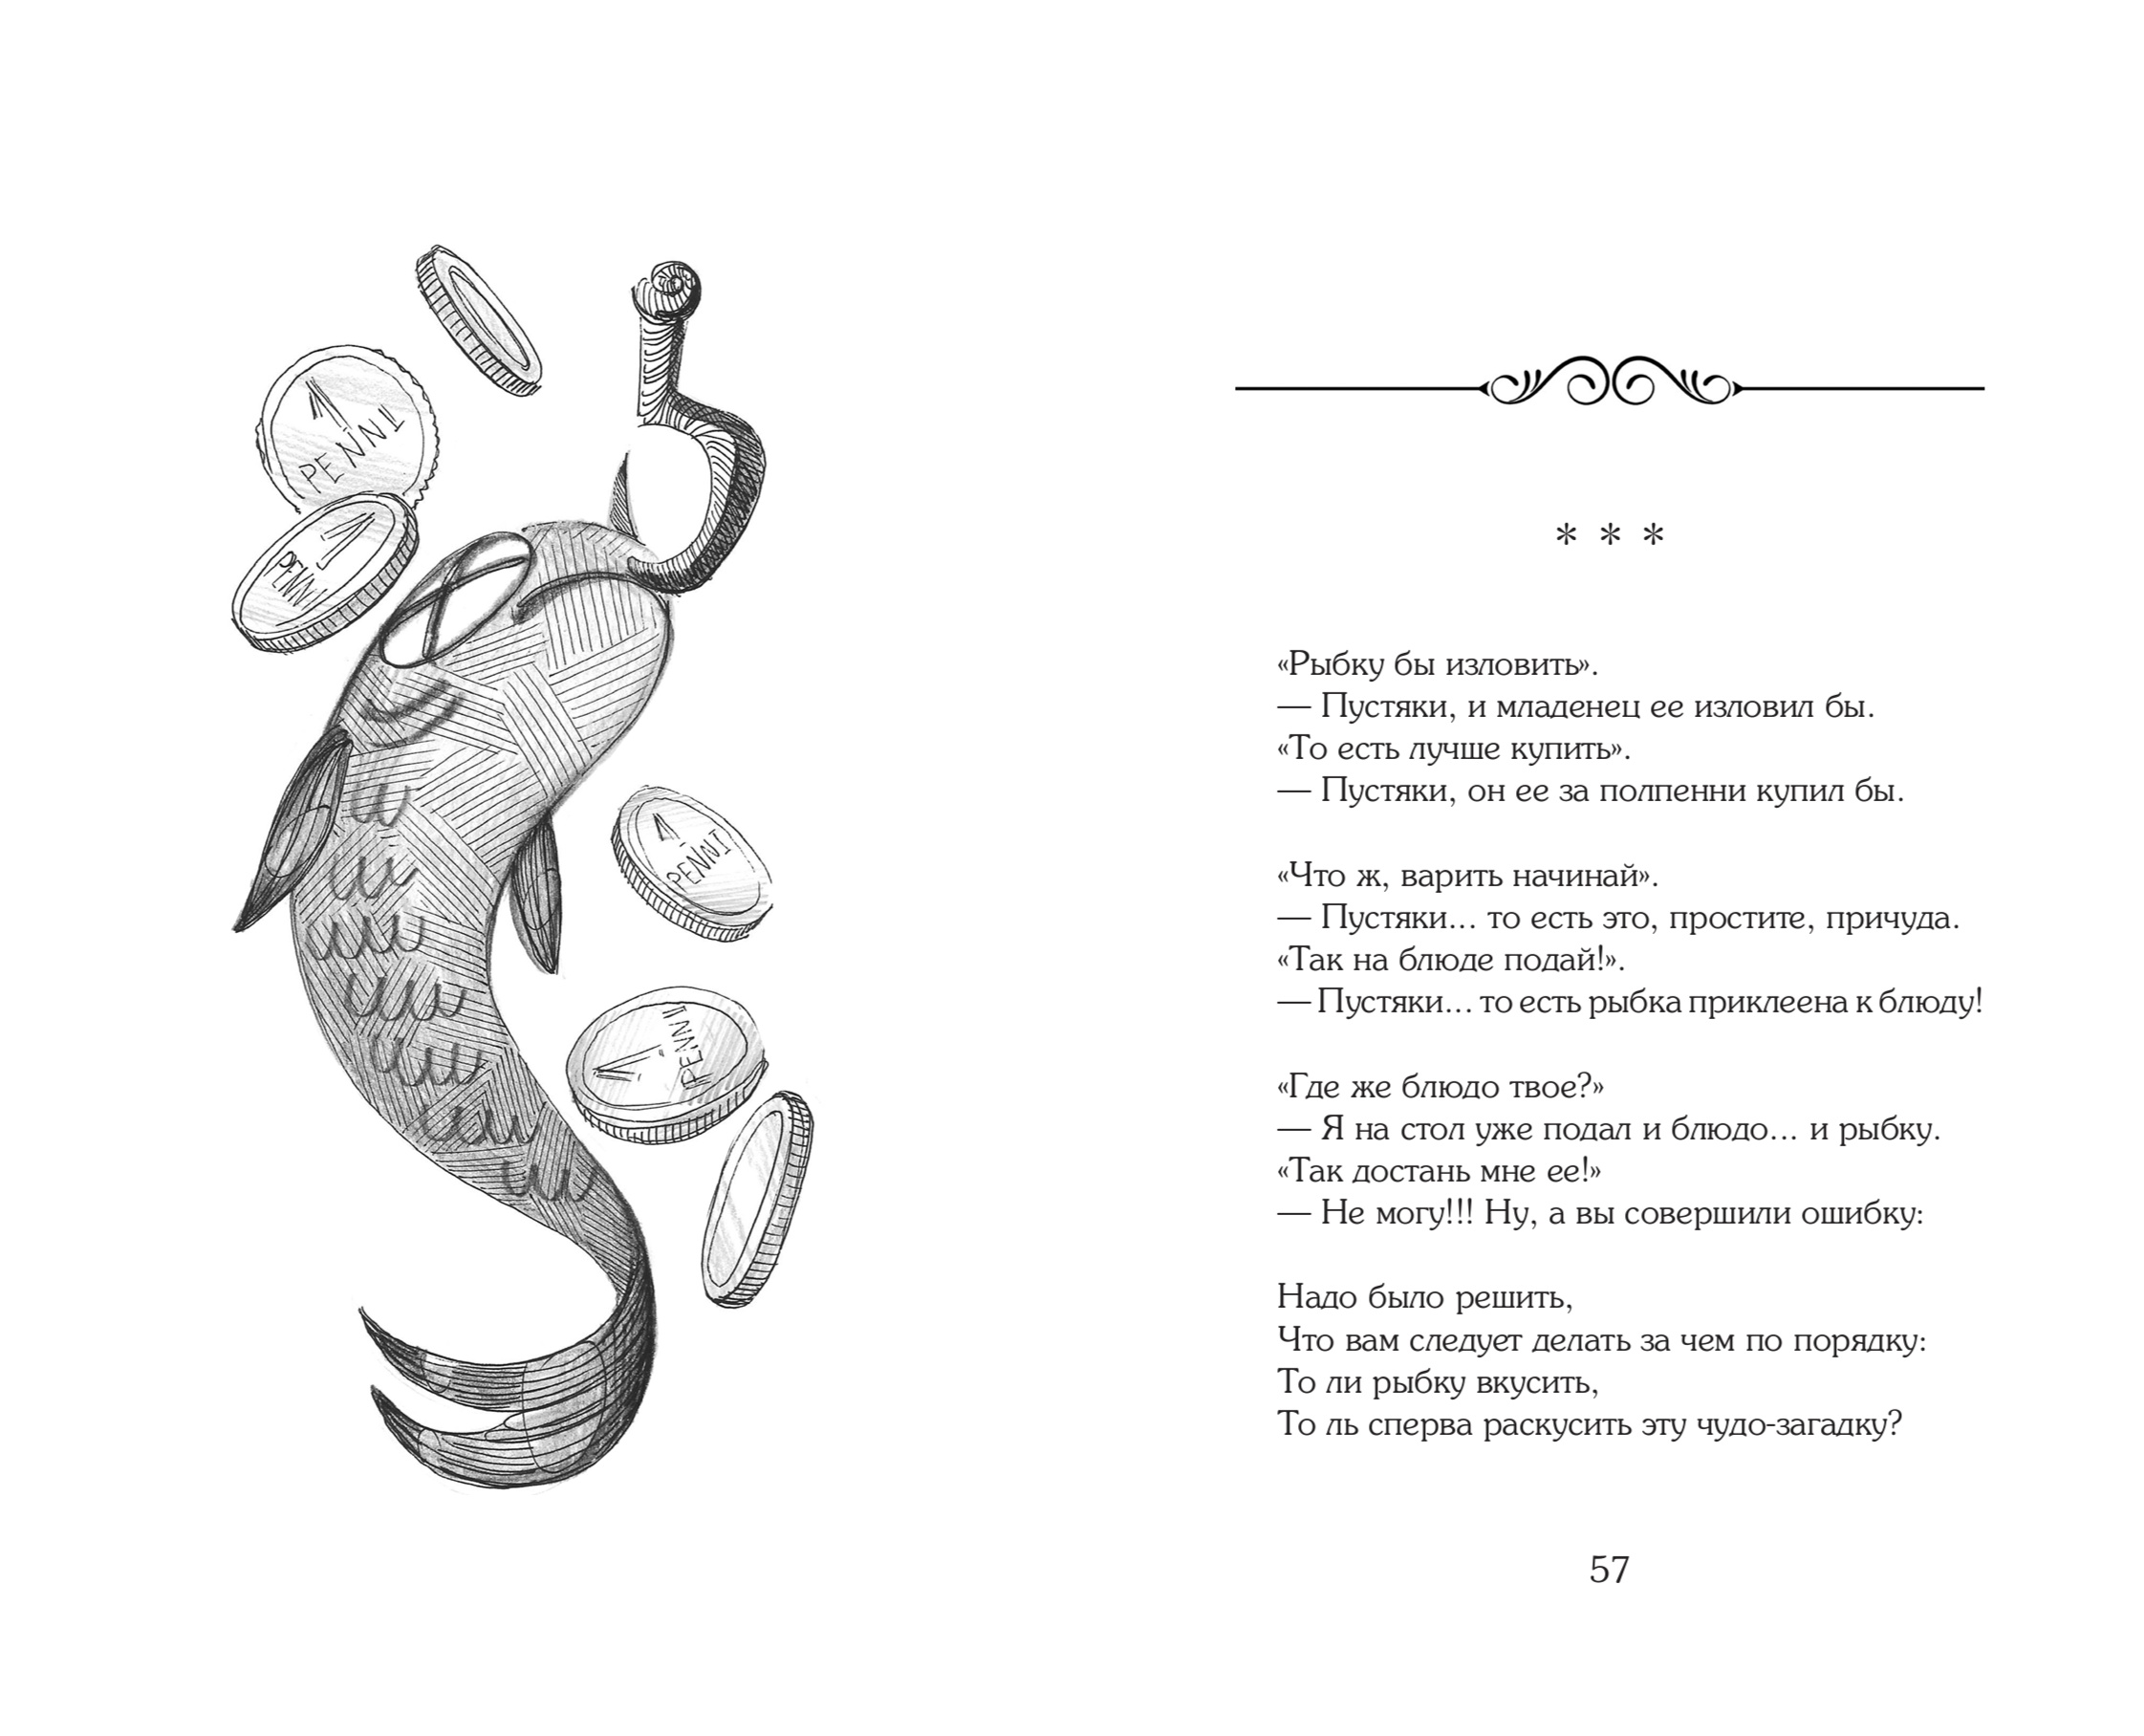 1
PENNI
1
PENNI
1
PENNI
1
PENNI
* * *
«Рыбку бы изловить».
— Пустяки, и младенец ее изловил бы.
«То есть лучше купить».
— Пустяки, он ее за полпенни купил бы.
«Что ж, варить начинай».
— Пустяки... то есть это, простите, причуда.
«Так на блюде подай!».
— Пустяки... то есть рыбка приклеена к блюду!
«Где же блюдо твое?»
— Я на стол уже подал и блюдо... и рыбку.
«Так достань мне ее!»
— Не могу!!! Ну, а вы совершили ошибку:
Надо было решить,
Что вам следует делать за чем по порядку:
То ли рыбку вкусить,
То ль сперва раскусить эту чудо-загадку?
57